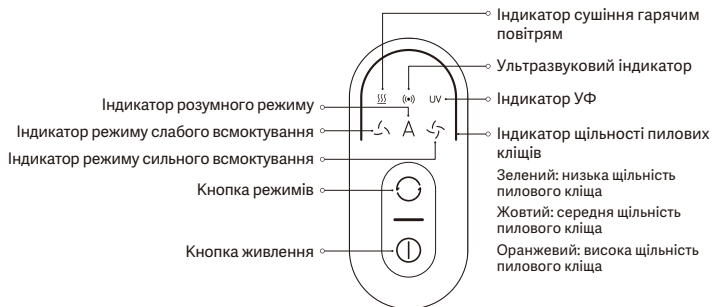 Індикатор сушіння гарячим
повітрям
Ультразвуковий індикатор
UV
Індикатор УФ
Індикатор розумного режиму
Індикатор режиму слабого всмоктування
A
Індикатор щільності пилових
кліщів
Індикатор режиму сильного всмоктування
Зелений: низька щільність
пилового кліща
Кнопка режимів
Жовтий: середня щільність
пилового кліща
Кнопка живлення
Оранжевий: висока щільність
пилового кліща